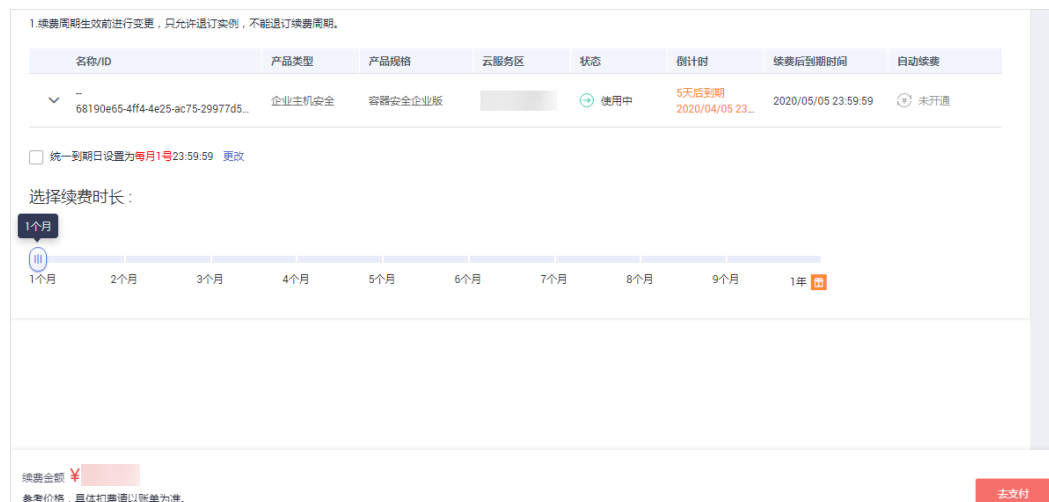 1.续费周期生效前进行变更，只允许退订实例，不能退订续费周期。
名称/ID 产品类型 产品规格 云服务区 状态 倒计时 续费后到期时间 自动续费
--
68190e65-4ff4-4e25-ac75-29977d5... 企业主机安全 容器安全企业版 使用中 5天后到期 2020/05/05 23:59:59 未开通
2020/04/05 23...
统一到期日设置为每月1号23:59:59 更改
选择续费时长：
1个月
1个月 2个月 3个月 4个月 5个月 6个月 7个月 8个月 9个月 1年
续费金额 ¥
参考价格，具体扣费请以账单为准。
去支付